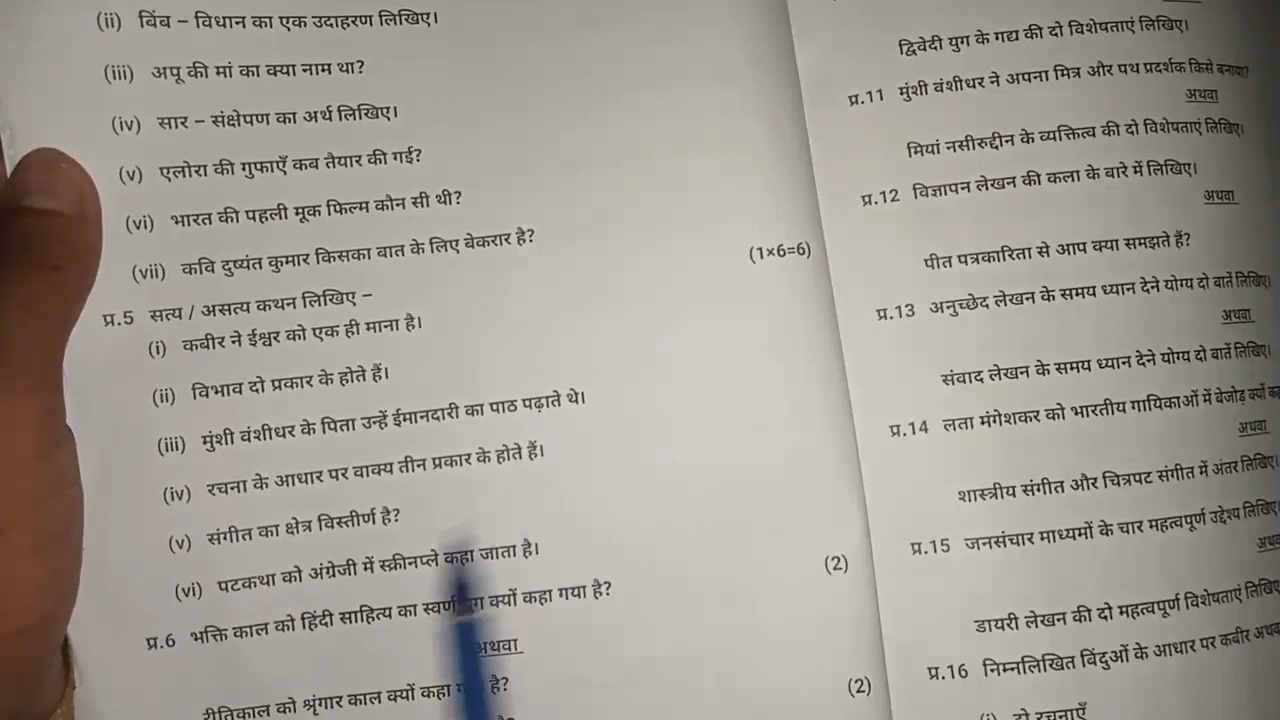 (ii) बिंब – विधान का एक उदाहरण लिखिए।
(iii) अपू की मां का क्या नाम था?
(iv) सार – संक्षेपण का अर्थ लिखिए।
(v) एलोरा की गुफाएँ कब तैयार की गई?
(vi) भारत की पहली मूक फिल्म कौन सी थी?
(vii) कवि दुष्यंत कुमार किसका बात के लिए बेकरार है?
(1×6=6)
प्र.5 सत्य / असत्य कथन लिखिए –
(i) कबीर ने ईश्वर को एक ही माना है।
(ii) विभाव दो प्रकार के होते हैं।
(iii) मुंशी वंशीधर के पिता उन्हें ईमानदारी का पाठ पढ़ाते थे।
(iv) रचना के आधार पर वाक्य तीन प्रकार के होते हैं।
(v) संगीत का क्षेत्र विस्तीर्ण है?
(vi) पटकथा को अंग्रेजी में स्क्रीनप्ले कहा जाता है।
(2)
प्र.6 भक्ति काल को हिंदी साहित्य का स्वर्ण क्यों कहा गया है?
अथवा
रीतिकाल को श्रृंगार काल क्यों कहा है?
(2)
द्विवेदी युग के गद्य की दो विशेषताएं लिखिए।
प्र.11 मुंशी वंशीधर ने अपना मित्र और पथ प्रदर्शक किसे बनाया?
अथवा
मियां नसीरुद्दीन के व्यक्तित्व की दो विशेषताएं लिखिए।
प्र.12 विज्ञापन लेखन की कला के बारे में लिखिए।
अथवा
पीत पत्रकारिता से आप क्या समझते हैं?
प्र.13 अनुच्छेद लेखन के समय ध्यान देने योग्य दो बातें लिखिए।
अथवा
संवाद लेखन के समय ध्यान देने योग्य दो बातें लिखिए।
प्र.14 लता मंगेशकर को भारतीय गायिकाओं में बेजोड़ क्यों
अथवा
शास्त्रीय संगीत और चित्रपट संगीत में अंतर लिखिए।
प्र.15 जनसंचार माध्यमों के चार महत्वपूर्ण उद्देश्य लिखिए
डायरी लेखन की दो महत्वपूर्ण विशेषताएं लिखिए
प्र.16 निम्नलिखित बिंदुओं के आधार पर कबीर
(i) दो रचनाएँ